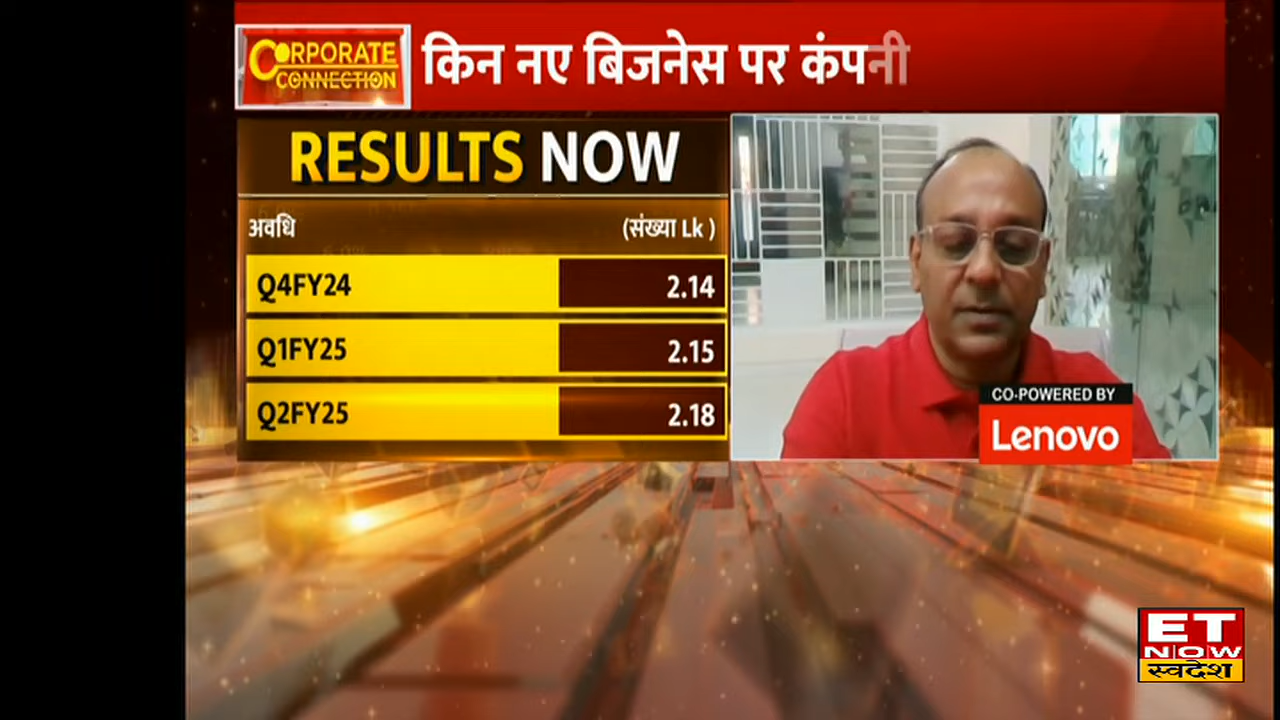 CORPORATE
CONNECTION
किन नए बिजनेस पर कंपनी
RESULTS NOW
अवधि (संख्या Lk )
Q4FY24 2.14
Q1FY25 2.15
Q2FY25 2.18
CO-POWERED BY
Lenovo
ET
NOW
स्वदेश